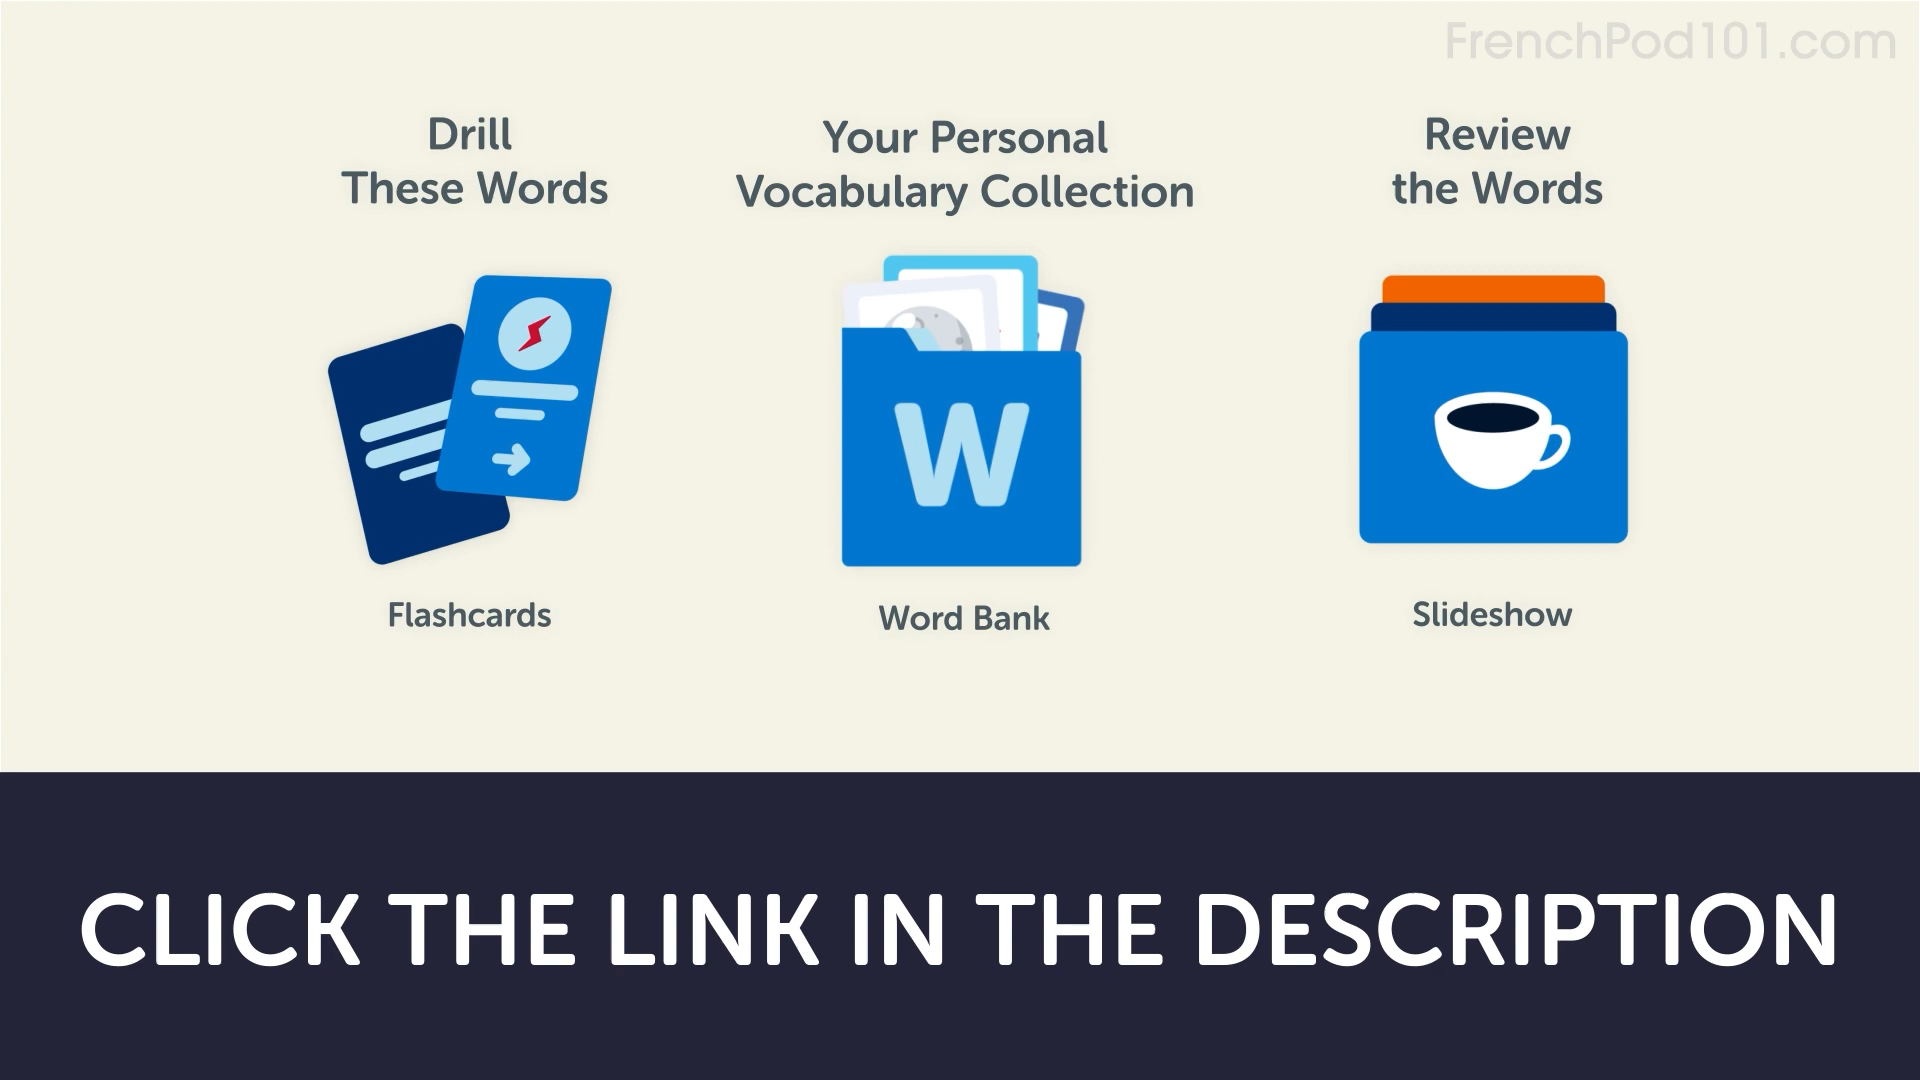 FrenchPod101.com
Drill
These Words
Your Personal
Vocabulary Collection
Review
the Words
W
Flashcards
Word Bank
Slideshow
CLICK THE LINK IN THE DESCRIPTION